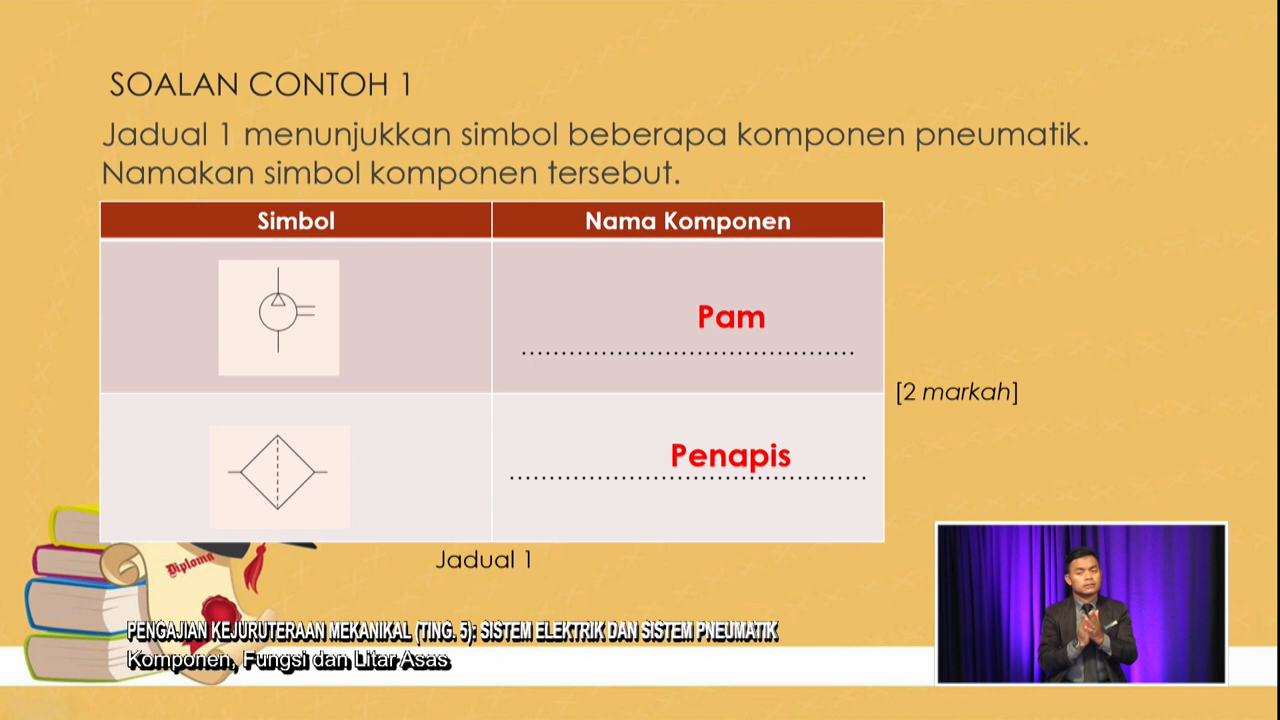 SOALAN CONTOH 1
Jadual 1 menunjukkan simbol beberapa komponen pneumatik.
Namakan simbol komponen tersebut.
Simbol
Nama Komponen
Pam
..........................................
[2 markah]
Penapis
.............................................
Jadual 1
Diploma
PENGAJIAN KEJURUTERAAN MEKANIKAL (TING. 5): SISTEM ELEKTRIK DAN SISTEM PNEUMATIK
Komponen, Fungsi dan Litar Asas